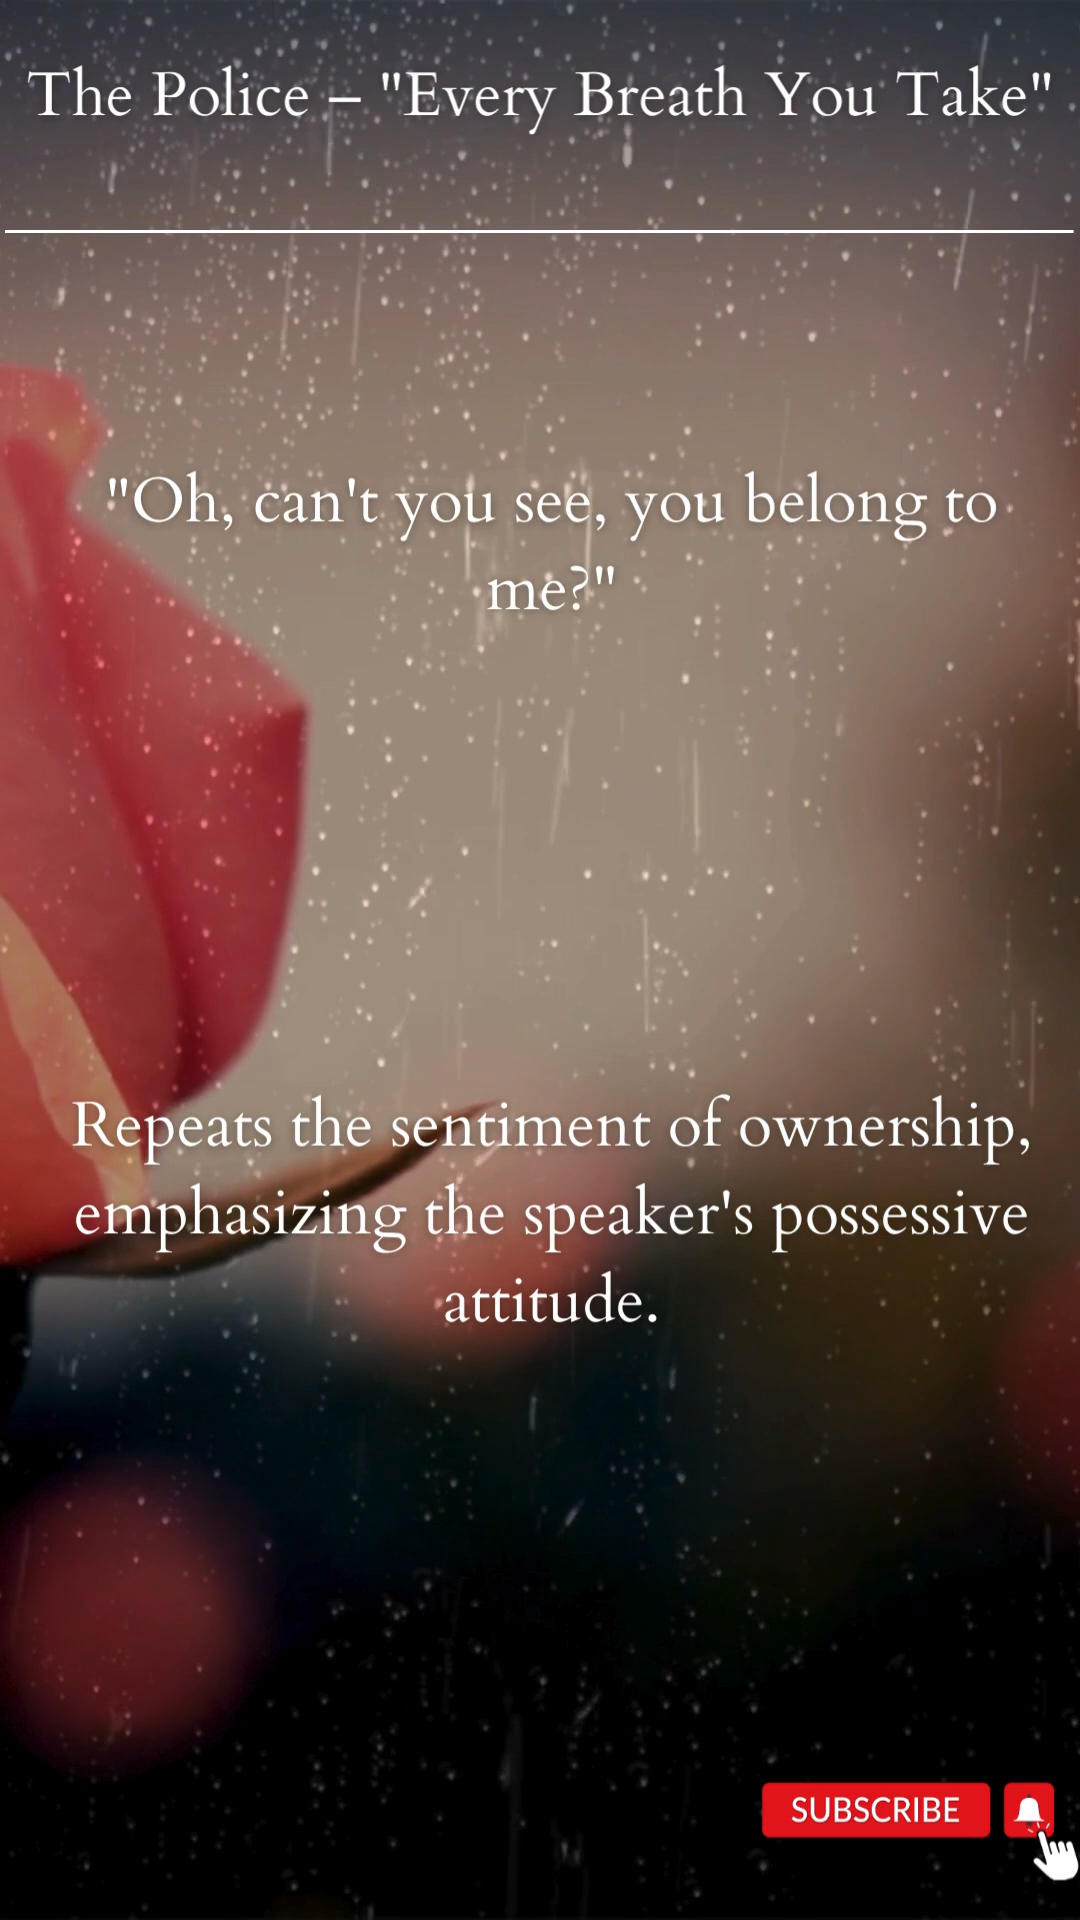 The Police – "Every Breath You Take"
"Oh, can't you see, you belong to
me?"
Repeats the sentiment of ownership,
emphasizing the speaker's possessive
attitude.
SUBSCRIBE